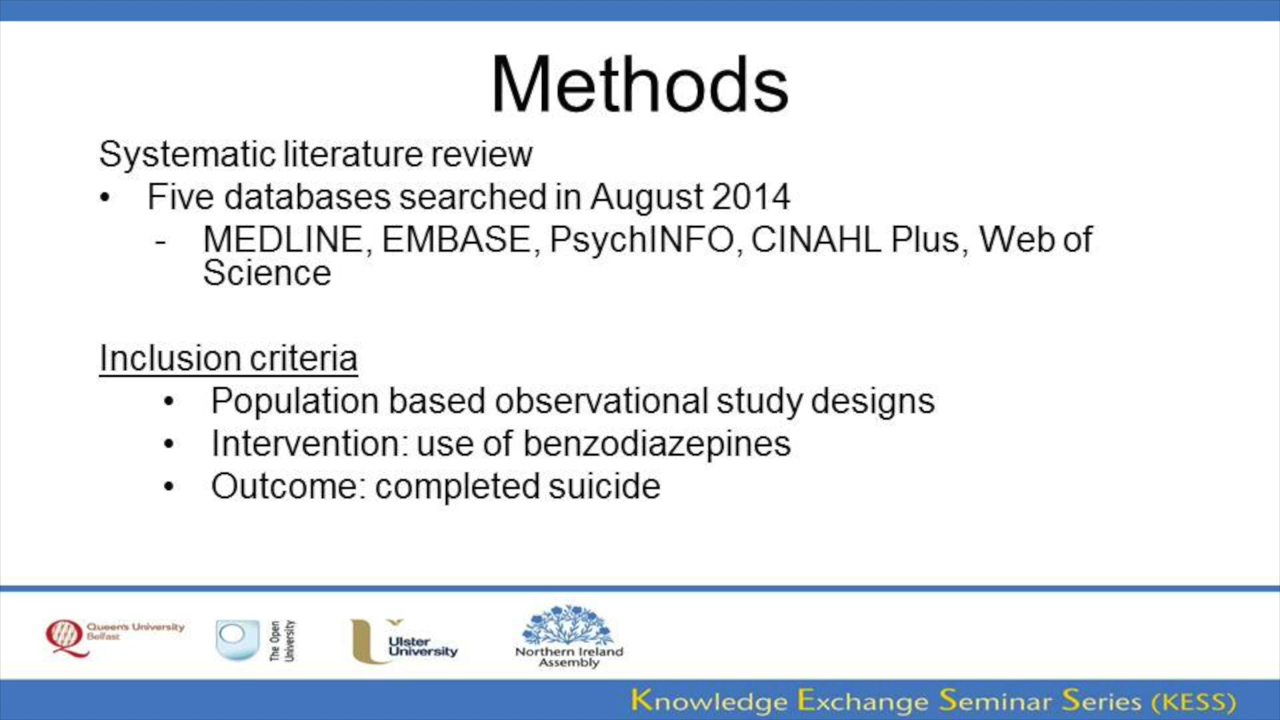 Methods
Systematic literature review
• Five databases searched in August 2014
- MEDLINE, EMBASE, PsychINFO, CINAHL Plus, Web of
Science
Inclusion criteria
• Population based observational study designs
• Intervention: use of benzodiazepines
• Outcome: completed suicide
Queen's University
Belfast
The Open
University
Ulster
University
Northern Ireland
Assembly
Knowledge Exchange Seminar Series (KESS)